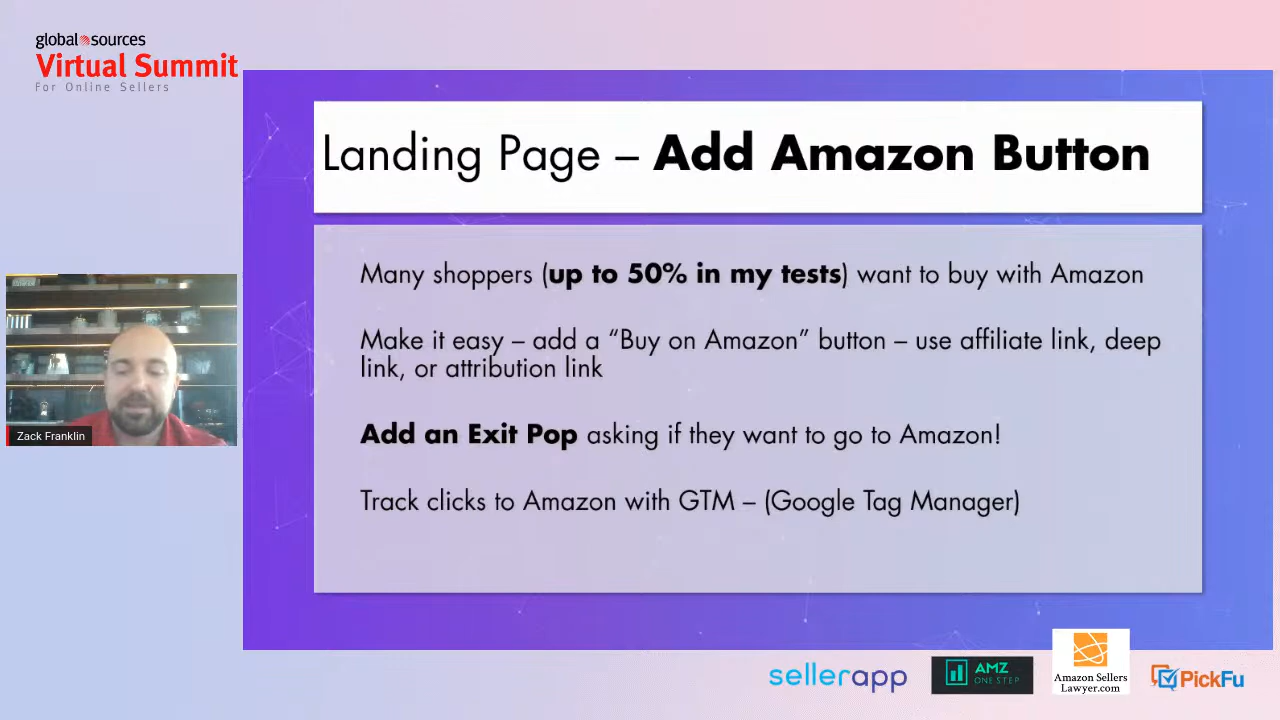 global sources
Virtual Summit
For Online Sellers
Landing Page – Add Amazon Button
Many shoppers (up to 50% in my tests) want to buy with Amazon
Make it easy – add a “Buy on Amazon” button – use affiliate link, deep
link, or attribution link
Add an Exit Pop asking if they want to go to Amazon!
Track clicks to Amazon with GTM – (Google Tag Manager)
Zack Franklin
sellerapp
AMZ
ONE STEP
Amazon Sellers
Lawyer.com
PickFu